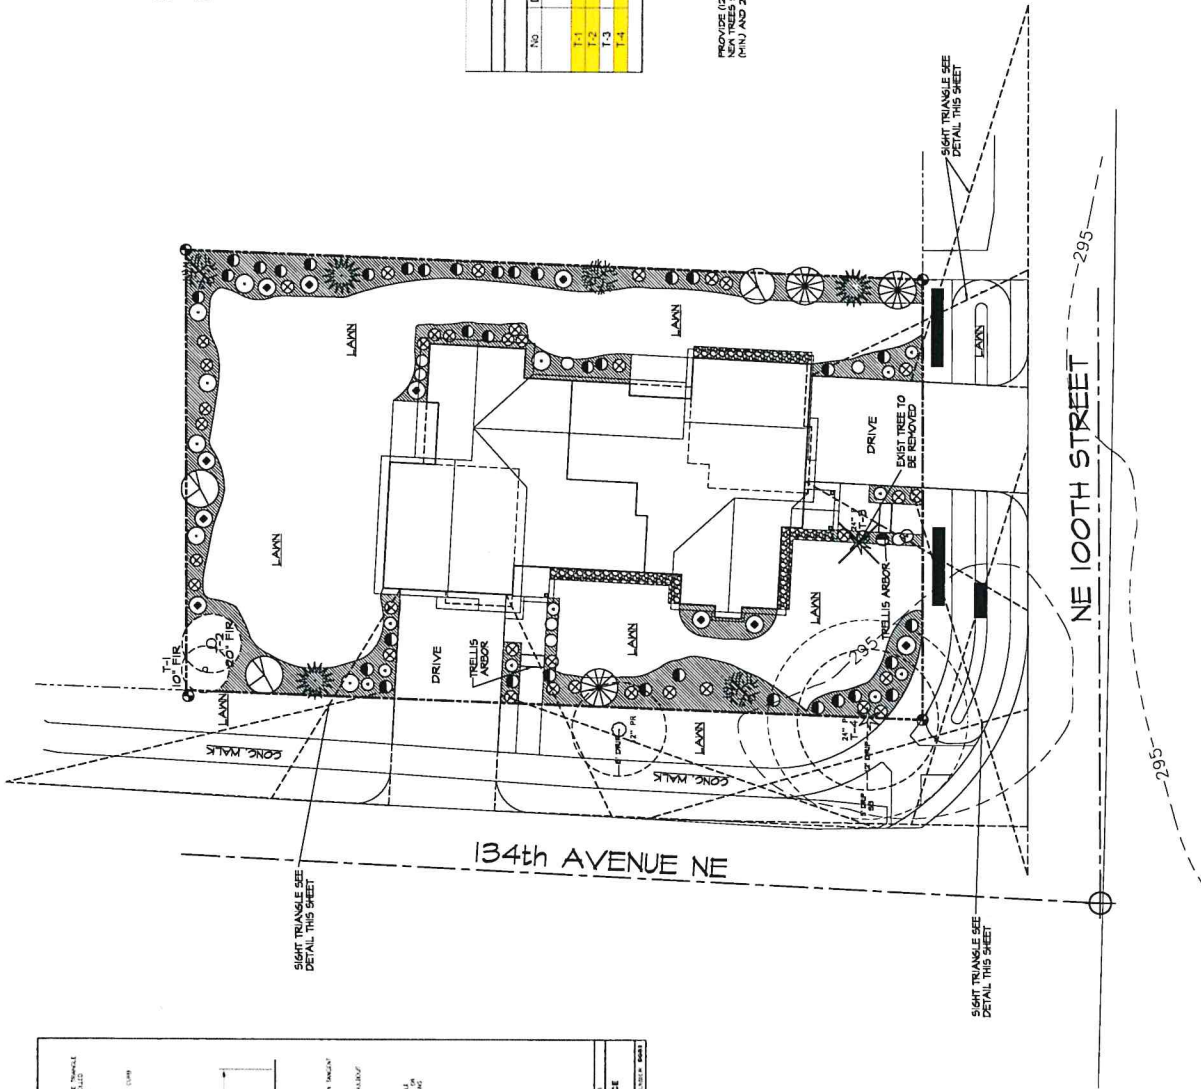 No
T-1
T-2
T-3
T-4
NEW TREES
(MIN.) AND 2
SIGHT TRIANGLE SEE
DETAIL THIS SHEET
295
LAWN
LAWN
LAWN
LAWN
T-1
10" FIR
T-2
20" FIR
LAWN
DRIVE
TRELLIS
ARBOR
LAWN
LAWN
TRELLIS ARBOR
DRIVE
EXIST TREE TO
BE REMOVED
295
LAWN
CONC. WALK
CONC. WALK
24"
T-4
NE 100TH STREET
134th AVENUE NE
295
SIGHT TRIANGLE SEE
DETAIL THIS SHEET
SIGHT TRIANGLE SEE
DETAIL THIS SHEET
CURB